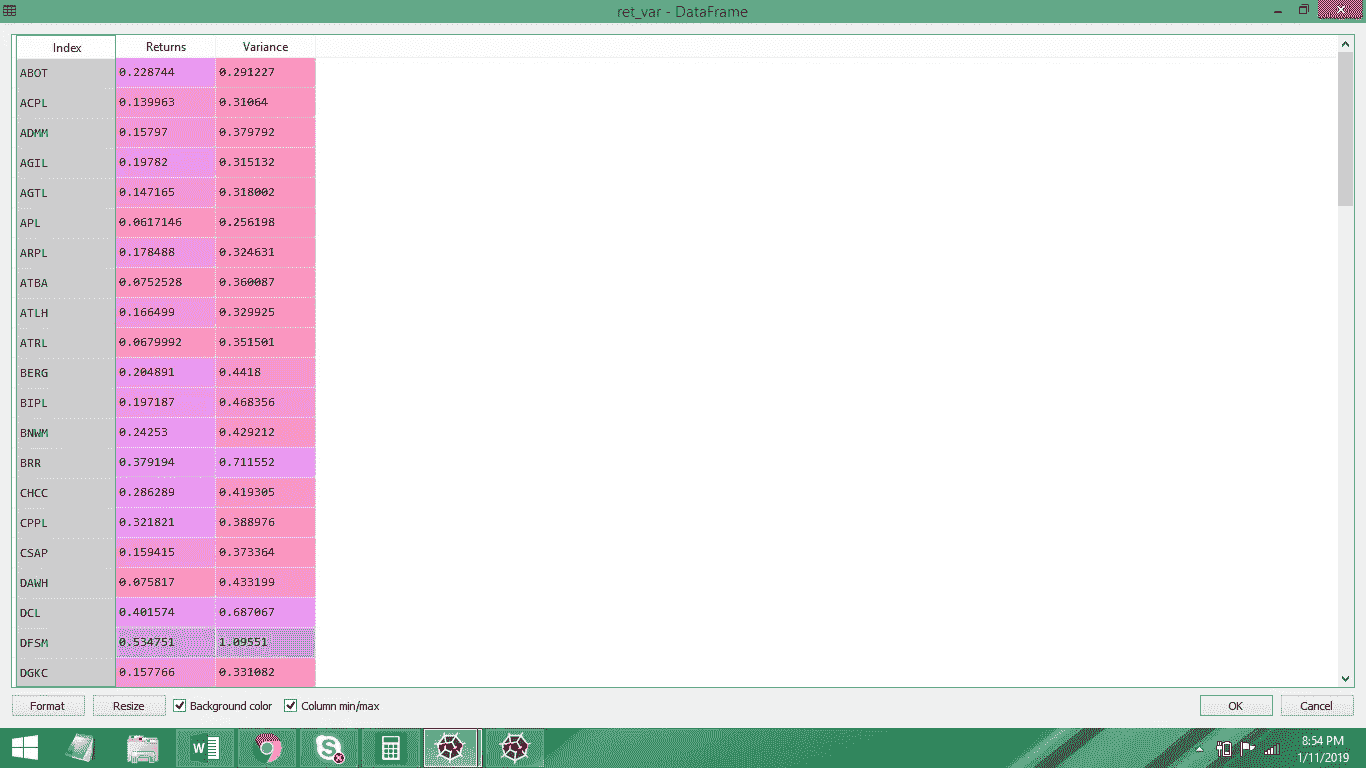 ret_var - DataFrame
Index Returns Variance
ABOT 0.228744 0.291227
ACPL 0.139963 0.31064
ADMM 0.15797 0.379792
AGIL 0.19782 0.315132
AGTL 0.147165 0.318002
APL 0.0617146 0.256198
ARPL 0.178488 0.324631
ATBA 0.0752528 0.360087
ATLH 0.166499 0.329925
ATRL 0.0679992 0.351501
BERG 0.204891 0.4418
BIPL 0.197187 0.468356
BNWM 0.24253 0.429212
BRR 0.379194 0.711552
CHCC 0.286289 0.419305
CPPL 0.321821 0.388976
CSAP 0.159415 0.373364
DAWH 0.075817 0.433199
DCL 0.401574 0.687067
DFSM 0.534751 1.09551
DGKC 0.157766 0.331082
Format Resize Background color Column min/max OK Cancel
8:54 PM
1/11/2019